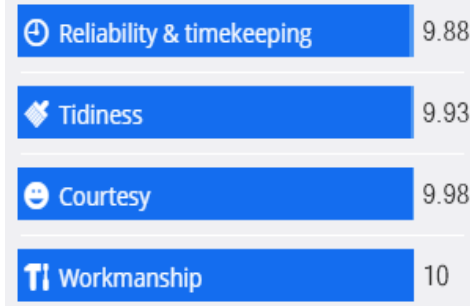 Reliability & timekeeping 9.88
Tidiness 9.93
Courtesy 9.98
Workmanship 10